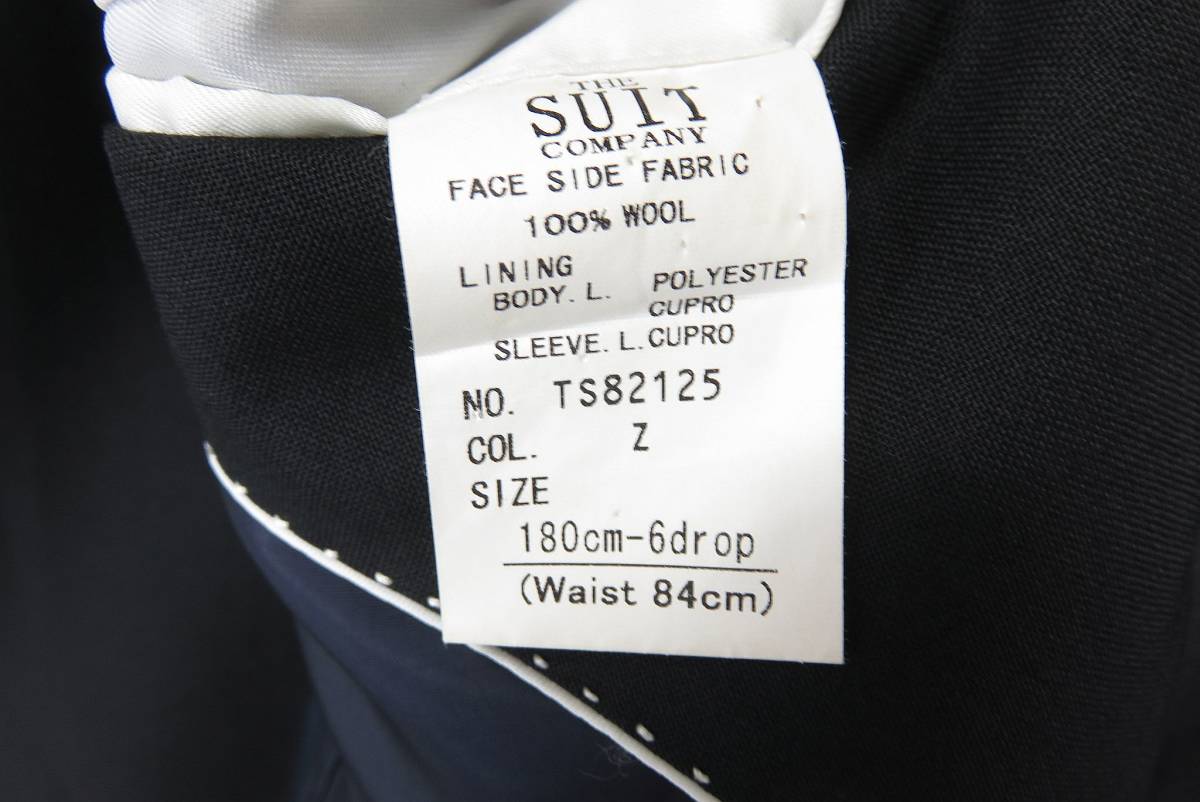 THE
SUIT
COMPANY
FACE SIDE FABRIC
100% WOOL
LINING
BODY. L. POLYESTER
CUPRO
SLEEVE. L. CUPRO
NO. TS82125
COL. Z
SIZE
180cm-6drop
(Waist 84cm)